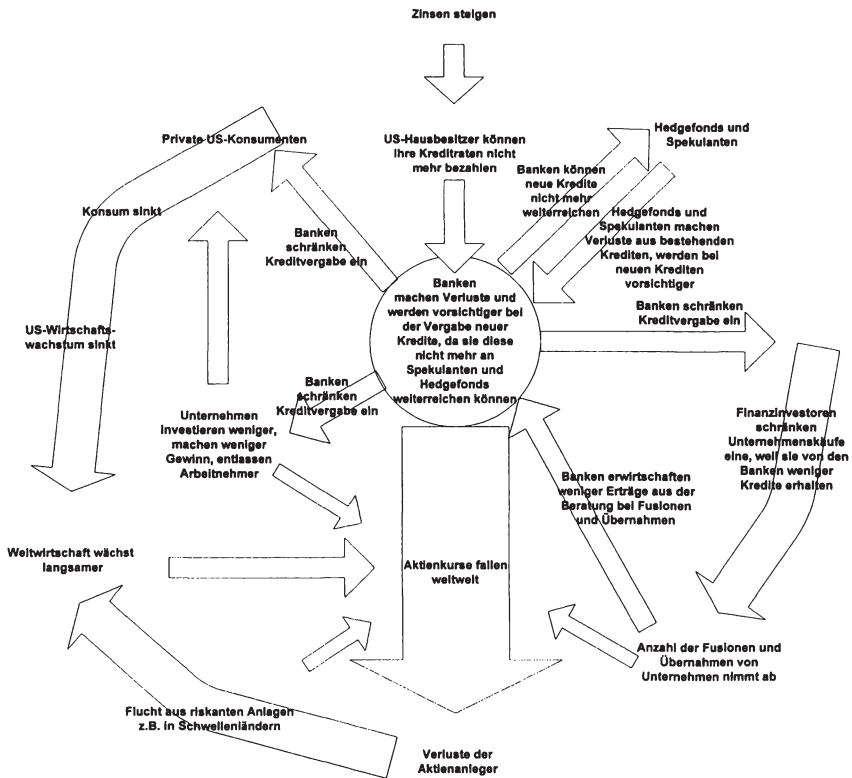 Zinsen steigen
Private US-Konsumenten
US-Hausbesitzer können
ihre Kreditraten nicht
mehr bezahlen
Hedgefonds und
Spekulanten
Banken können
neue Kredite
nicht mehr
weiterreichen
Konsum sinkt
Banken
schränken
Kreditvergabe ein
Hedgefonds und
Spekulanten machen
Verluste aus bestehenden
Krediten, werden bei
neuen Krediten
vorsichtiger
US-Wirtschafts-
wachstum sinkt
Banken
machen Verluste und
werden vorsichtiger bei
der Vergabe neuer
Kredite, da sie diese
nicht mehr an
Spekulanten und
Hedgefonds
weiterreichen können
Banken schränken
Kreditvergabe ein
Banken
schränken
Kreditvergabe ein
Unternehmen
investieren weniger,
machen weniger
Gewinn, entlassen
Arbeitnehmer
Finanzinvestoren
schränken
Unternehmenskäufe
eine, weil sie von den
Banken weniger
Kredite erhalten
Banken erwirtschaften
weniger Erträge aus der
Beratung bei Fusionen
und Übernahmen
Weltwirtschaft wächst
langsamer
Aktienkurse fallen
weltweit
Anzahl der Fusionen und
Übernahmen von
Unternehmen nimmt ab
Flucht aus riskanten Anlagen
z.B. in Schwellenländern
Verluste der
Aktienanleger